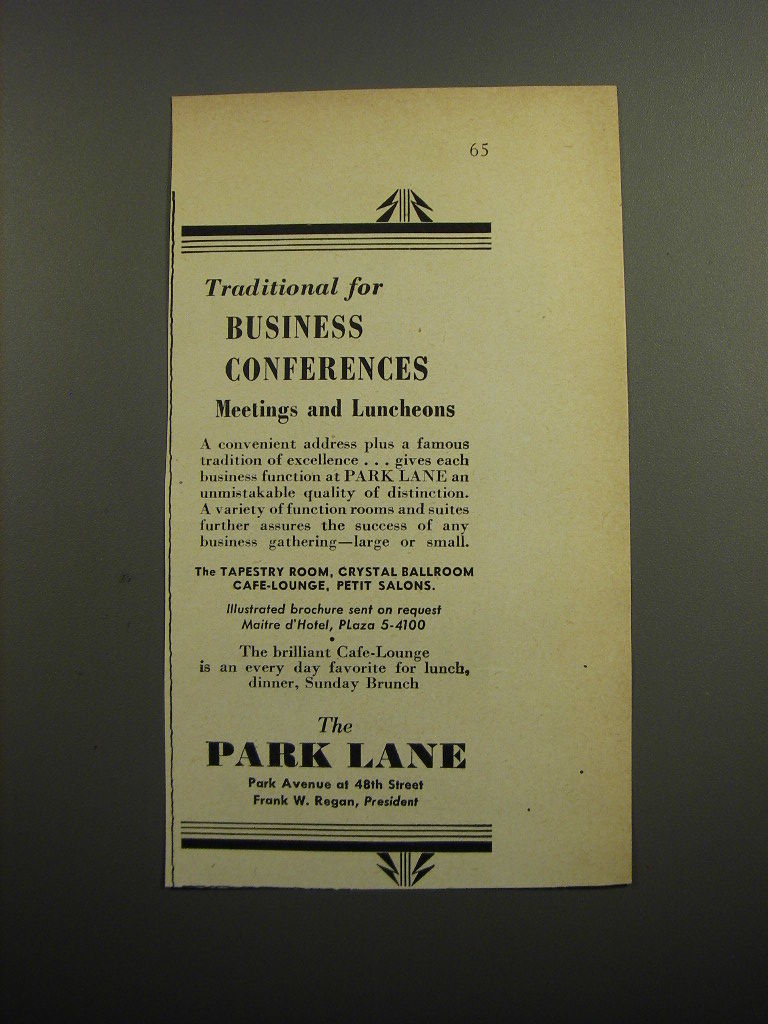 65
Traditional for
BUSINESS
CONFERENCES
Meetings and Luncheons
A convenient address plus a famous
tradition of excellence . . . gives each
business function at PARK LANE an
unmistakable quality of distinction.
A variety of function rooms and suites
further assures the success of any
business gathering—large or small.
The TAPESTRY ROOM, CRYSTAL BALLROOM
CAFE-LOUNGE, PETIT SALONS.
Illustrated brochure sent on request
Maitre d'Hotel, PLaza 5-4100
•
The brilliant Cafe-Lounge
is an every day favorite for lunch,
dinner, Sunday Brunch
The
PARK LANE
Park Avenue at 48th Street
Frank W. Regan, President